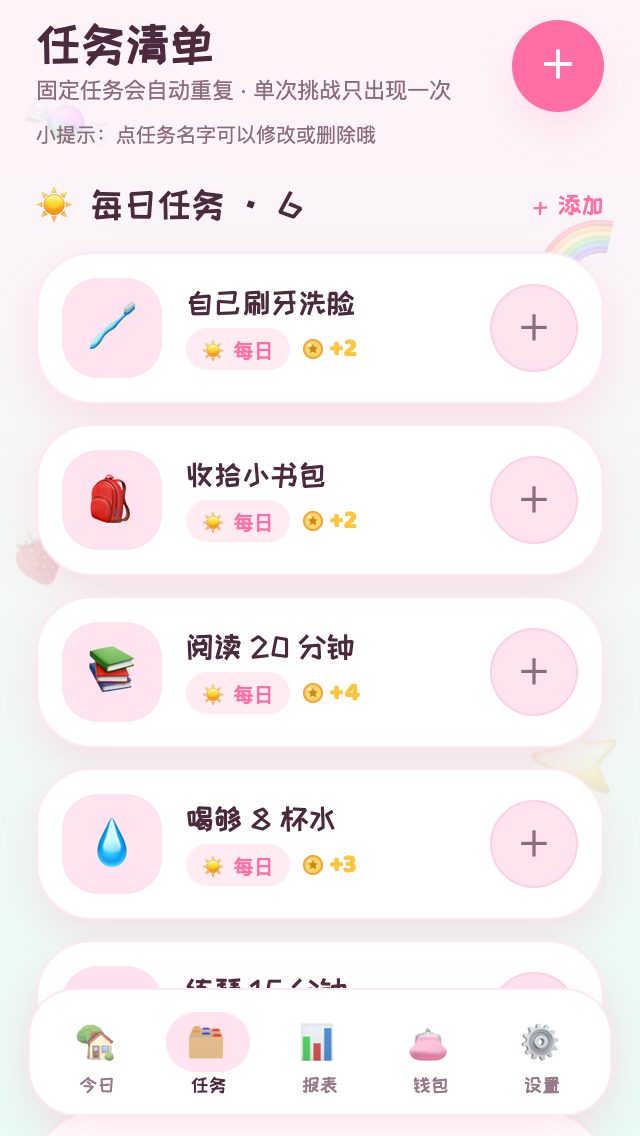 任务清单
固定任务会自动重复 · 单次挑战只出现一次
小提示：点任务名字可以修改或删除哦
每日任务 · 6
+ 添加
自己刷牙洗脸
每日 +2
收拾小书包
每日 +2
阅读 20 分钟
每日 +4
喝够 8 杯水
每日 +3
今日 任务 报表 钱包 设置